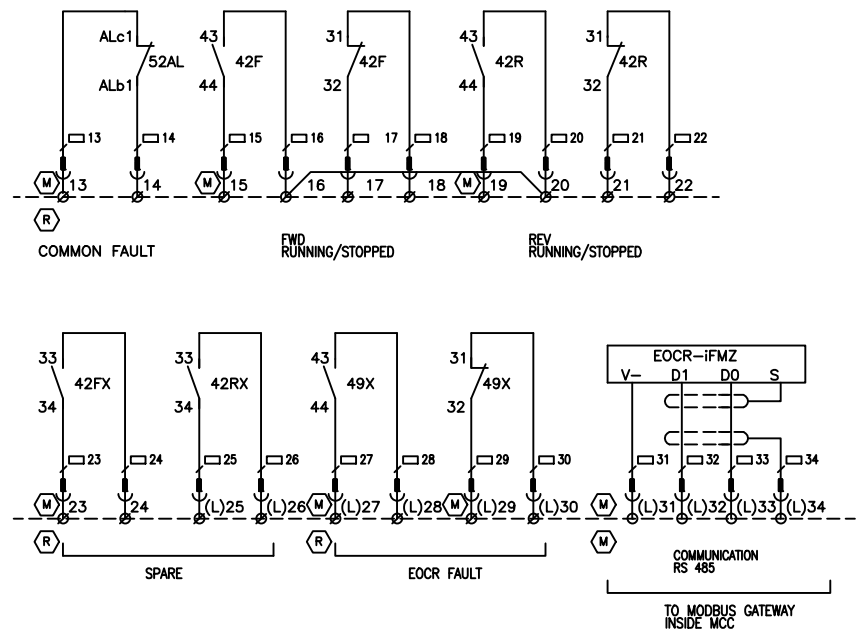 ALc1 43 31 43 31
52AL 42F 42F 42R 42R
ALb1 44 32 44 32
13 14 15 16 17 18 19 20 21 22
M 13 14 M 15 16 17 18 M 19 20 21 22
R
COMMON FAULT
FWD
RUNNING/STOPPED
REV
RUNNING/STOPPED
33 33 43 31
42FX 42RX 49X 49X
34 34 44 32
EOCR-iFMZ
V- D1 D0 S
23 24 25 26 27 28 29 30 31 32 33 34
M 23 24 (L)25 (L)26 M (L)27 (L)28 M (L)29 (L)30 M (L)31 (L)32 (L)33 (L)34
R R M
SPARE
EOCR FAULT
COMMUNICATION
RS 485
TO MODBUS GATEWAY
INSIDE MCC